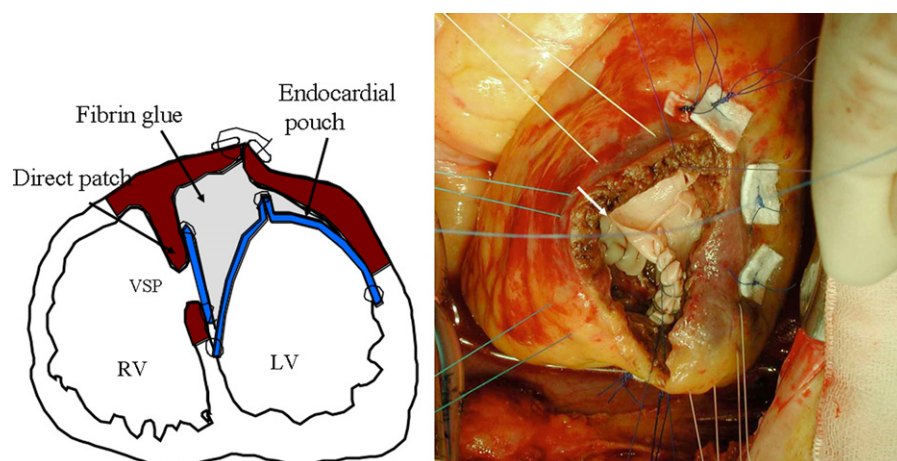 Fibrin glue
Endocardial
pouch
Direct patch
VSP
RV
LV